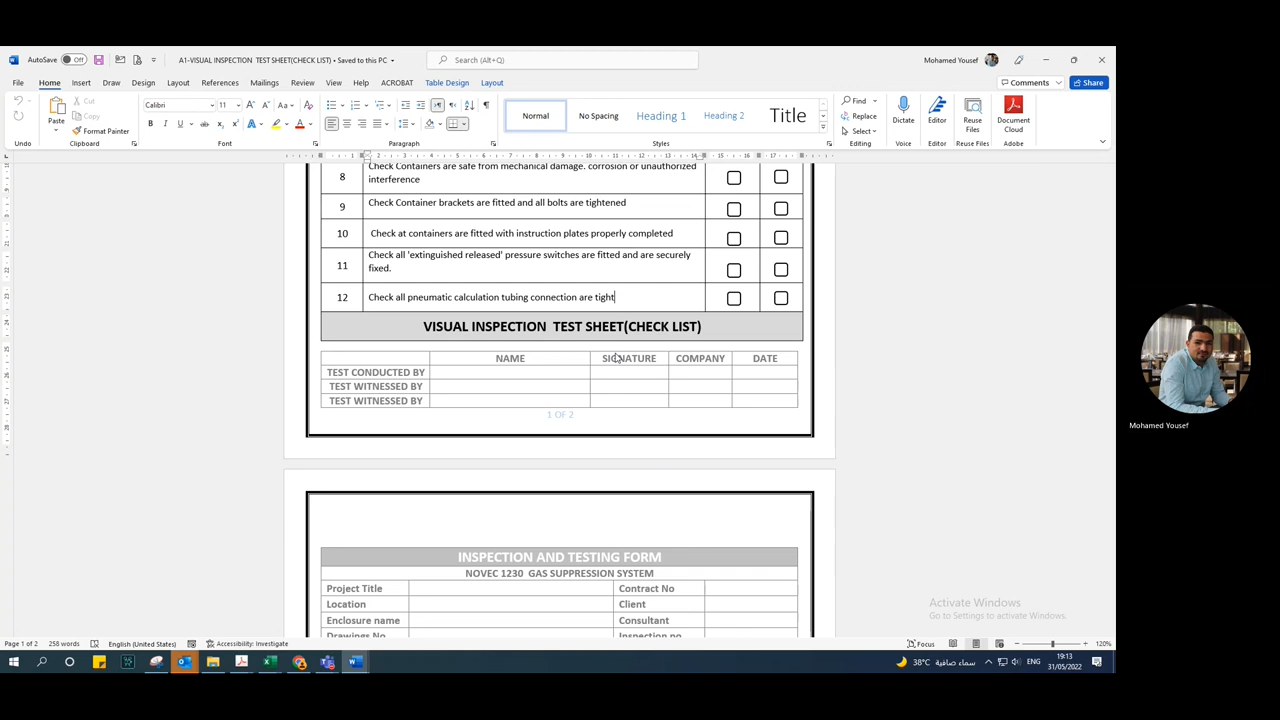 AutoSave Off
A1-VISUAL INSPECTION TEST SHEET(CHECK LIST) • Saved to this PC
Search (Alt+Q)
Mohamed Yousef
File Home Insert Draw Design Layout References Mailings Review View Help ACROBAT Table Design Layout
Comments Share
Paste
Cut
Copy
Format Painter
Calibri 11
Normal No Spacing Heading 1 Heading 2 Title
Find
Replace
Select
Dictate
Editor
Reuse Files
Document Cloud
Undo Clipboard Font Paragraph Styles Editing Voice Editor Reuse Files Adobe
8 Check Containers are safe from mechanical damage. corrosion or unauthorized
interference
9 Check Container brackets are fitted and all bolts are tightened
10 Check at containers are fitted with instruction plates properly completed
11 Check all 'extinguished released' pressure switches are fitted and are securely
fixed.
12 Check all pneumatic calculation tubing connection are tight
VISUAL INSPECTION TEST SHEET(CHECK LIST)
NAME SIGNATURE COMPANY DATE
TEST CONDUCTED BY
TEST WITNESSED BY
TEST WITNESSED BY
1 OF 2
INSPECTION AND TESTING FORM
NOVEC 1230 GAS SUPPRESSION SYSTEM
Project Title Contract No
Location Client
Enclosure name Consultant
Drawings No Inspection no
Mohamed Yousef
Activate Windows
Go to Settings to activate Windows.
Page 1 of 2 258 words English (United States) Accessibility: Investigate Focus 120%
38°C سماء صافية ENG 19:13
31/05/2022